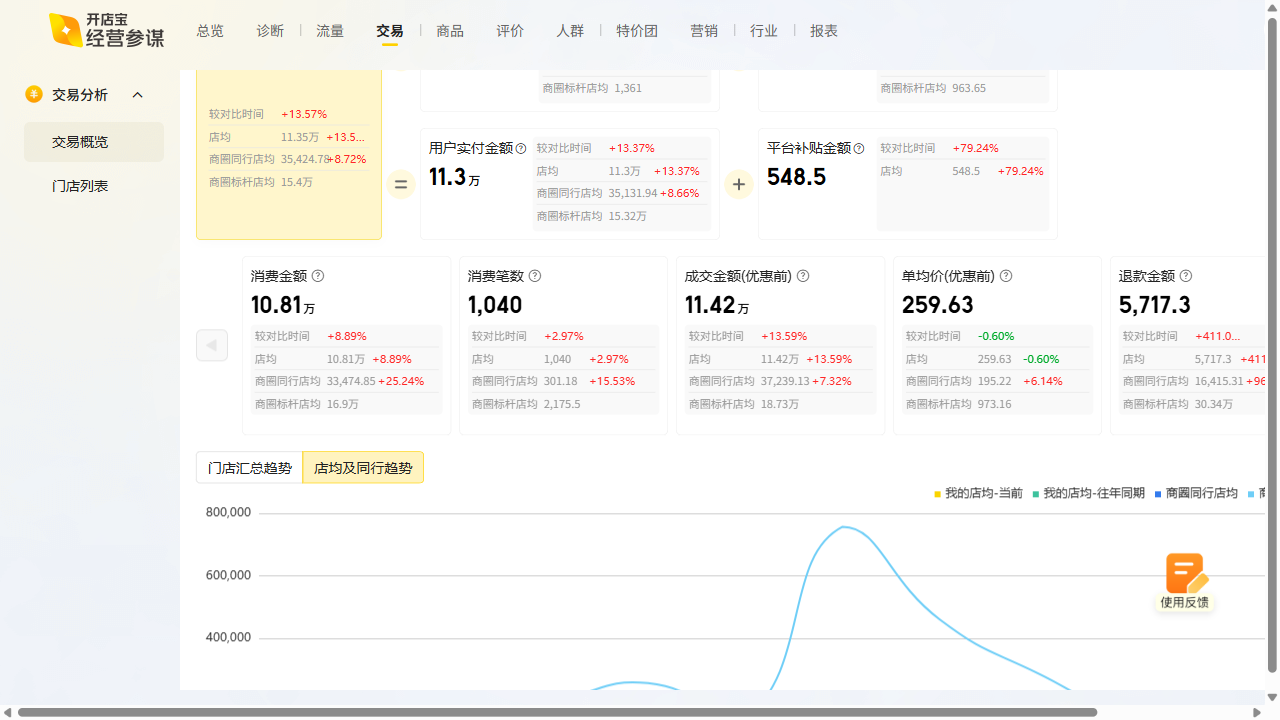 开店宝
经营参谋
总览
诊断
流量
交易
商品
评价
人群
特价团
营销
行业
报表
交易分析
交易概览
门店列表
较对比时间 +13.57%
店均 11.35万 +13.5...
商圈同行店均 35,424.78 +8.72%
商圈标杆店均 15.4万
商圈标杆店均 1,361
商圈标杆店均 963.65
=
用户实付金额
11.3万
较对比时间 +13.37%
店均 11.3万 +13.37%
商圈同行店均 35,131.94 +8.66%
商圈标杆店均 15.32万
+
平台补贴金额
548.5
较对比时间 +79.24%
店均 548.5 +79.24%
消费金额
10.81万
较对比时间 +8.89%
店均 10.81万 +8.89%
商圈同行店均 33,474.85 +25.24%
商圈标杆店均 16.9万
消费笔数
1,040
较对比时间 +2.97%
店均 1,040 +2.97%
商圈同行店均 301.18 +15.53%
商圈标杆店均 2,175.5
成交金额(优惠前)
11.42万
较对比时间 +13.59%
店均 11.42万 +13.59%
商圈同行店均 37,239.13 +7.32%
商圈标杆店均 18.73万
单均价(优惠前)
259.63
较对比时间 -0.60%
店均 259.63 -0.60%
商圈同行店均 195.22 +6.14%
商圈标杆店均 973.16
退款金额
5,717.3
较对比时间 +411.0...
店均 5,717.3 +411
商圈同行店均 16,415.31 +96
商圈标杆店均 30.34万
门店汇总趋势
店均及同行趋势
我的店均-当前
我的店均-往年同期
商圈同行店均
800,000
600,000
400,000
使用反馈